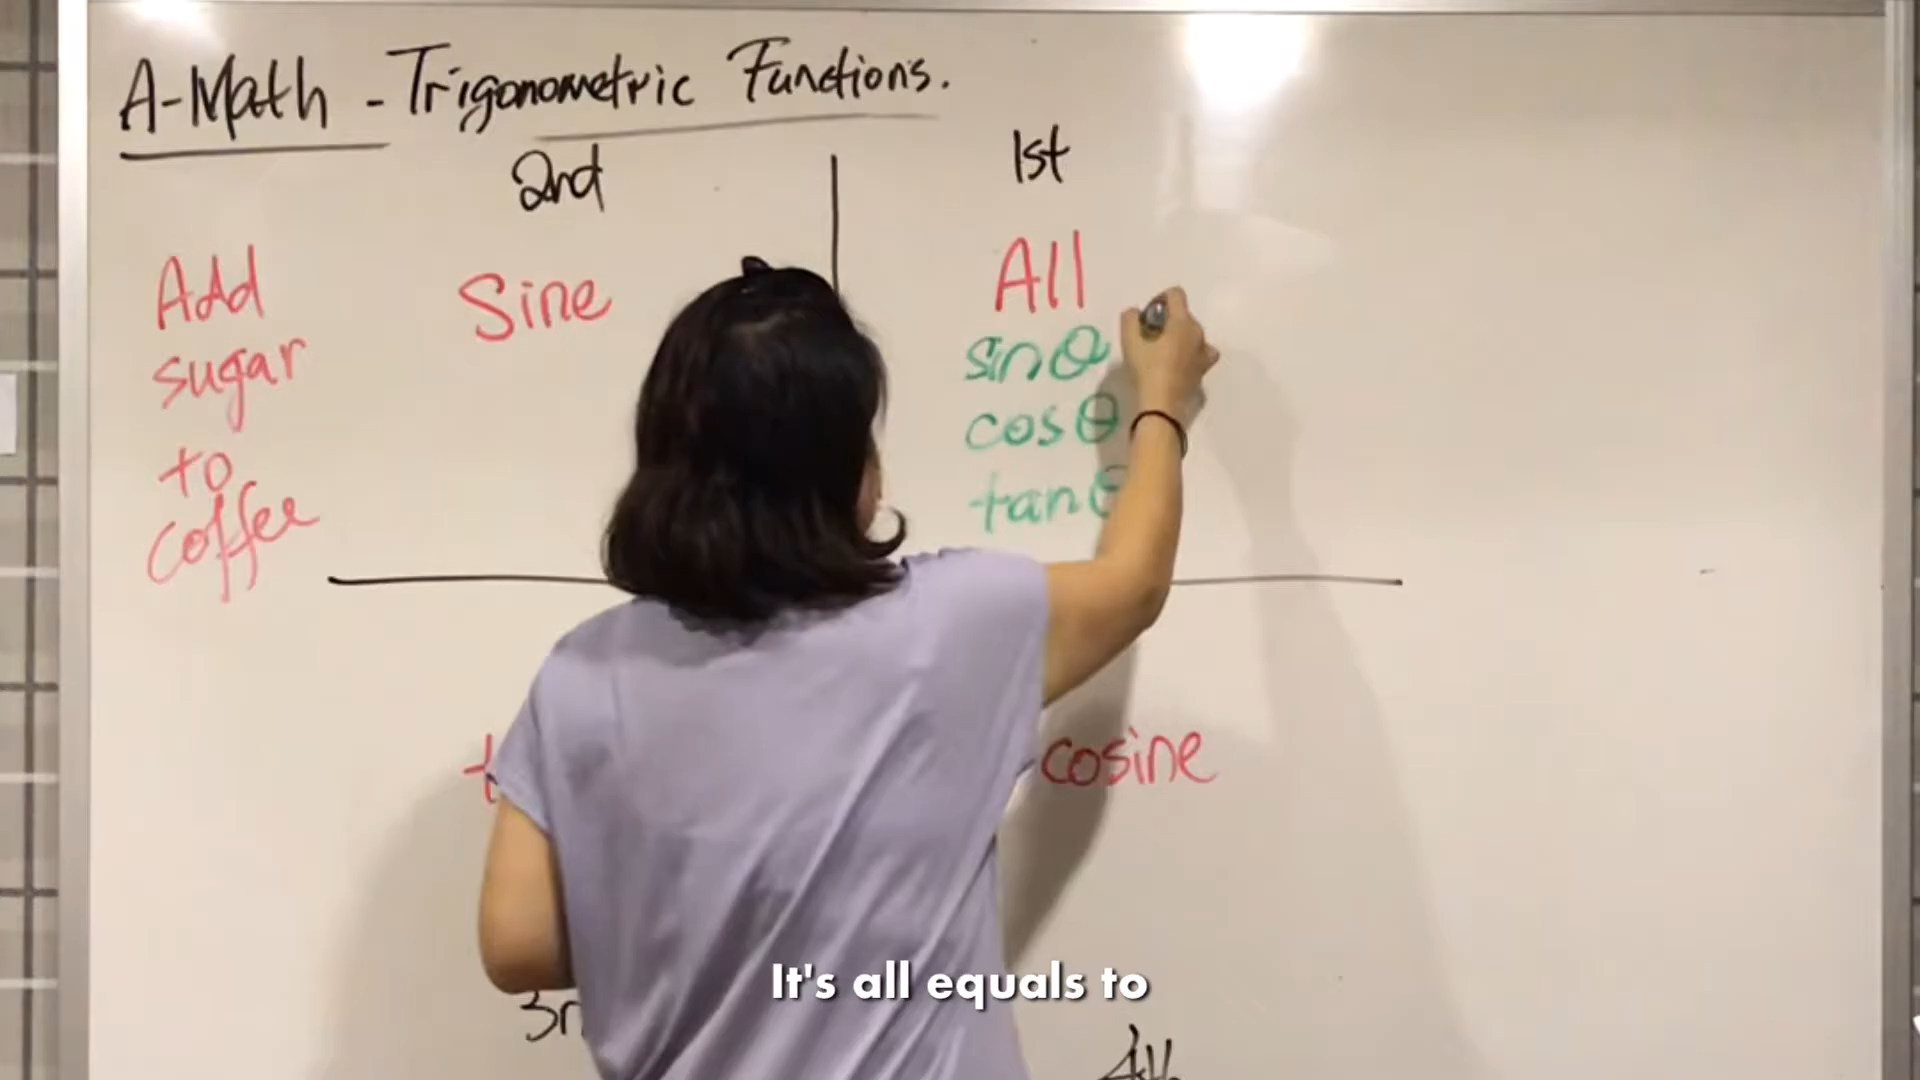 A-Math - Trigonometric Functions.
2nd
1st
Add
sugar
to
coffee
Sine
All
sinθ
cosθ
tanθ
cosine
It's all equals to
4th